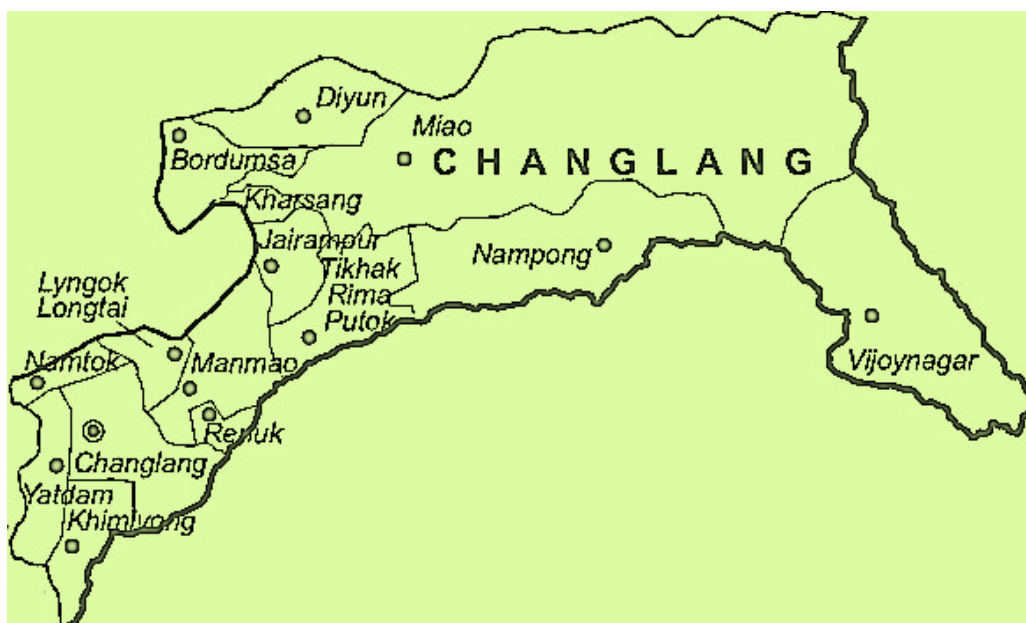 Diyun
Miao
Bordumsa
CHANGLANG
Kharsang
Jairampur
Nampong
Tikhak
Rima
Putok
Lyngok
Longtai
Namtok
Manmao
Vijoynagar
Renuk
Changlang
Yatdam
Khimiyong